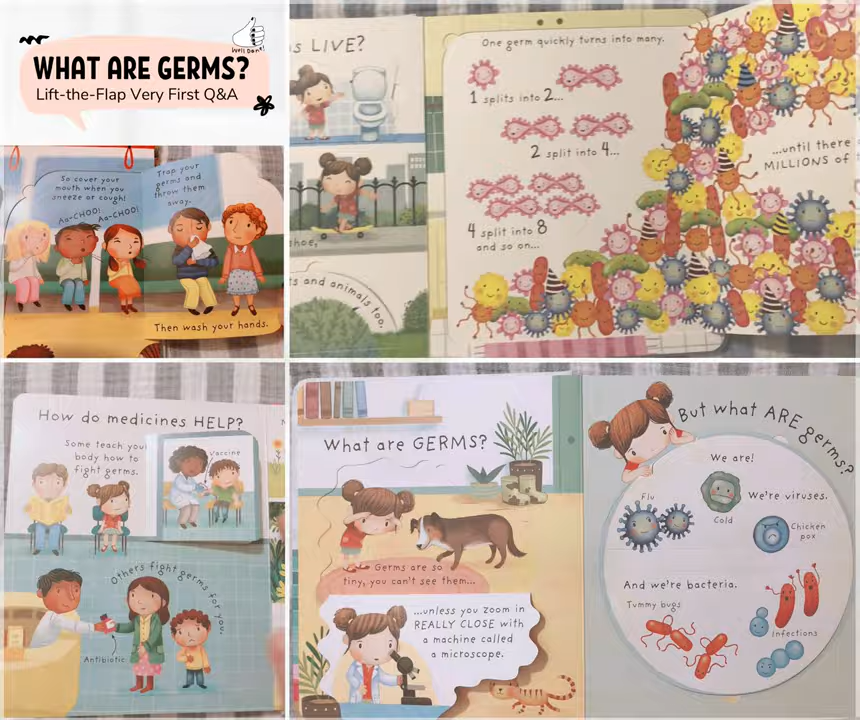 Well Done!
WHAT ARE GERMS?
Lift-the-Flap Very First Q&A
So cover your
mouth when you
sneeze or cough!
Aa-CHOO!
Aa-CHOO!
Trap your
germs and
throw them
away.
Then wash your hands.
LIVE?
shoe,
and animals too.
One germ quickly turns into many.
1 splits into 2...
2 split into 4...
4 split into 8
and so on...
...until there
MILLIONS of
How do medicines HELP?
Some teach your
body how to
fight germs.
Vaccine
Others fight germs for you.
Antibiotic
What are GERMS?
Germs are so
tiny, you can't see them...
...unless you zoom in
REALLY CLOSE with
a machine called
a microscope.
But what ARE germs?
We are!
Flu
Cold
We're viruses.
Chicken
pox
And we're bacteria.
Tummy bugs
Infections